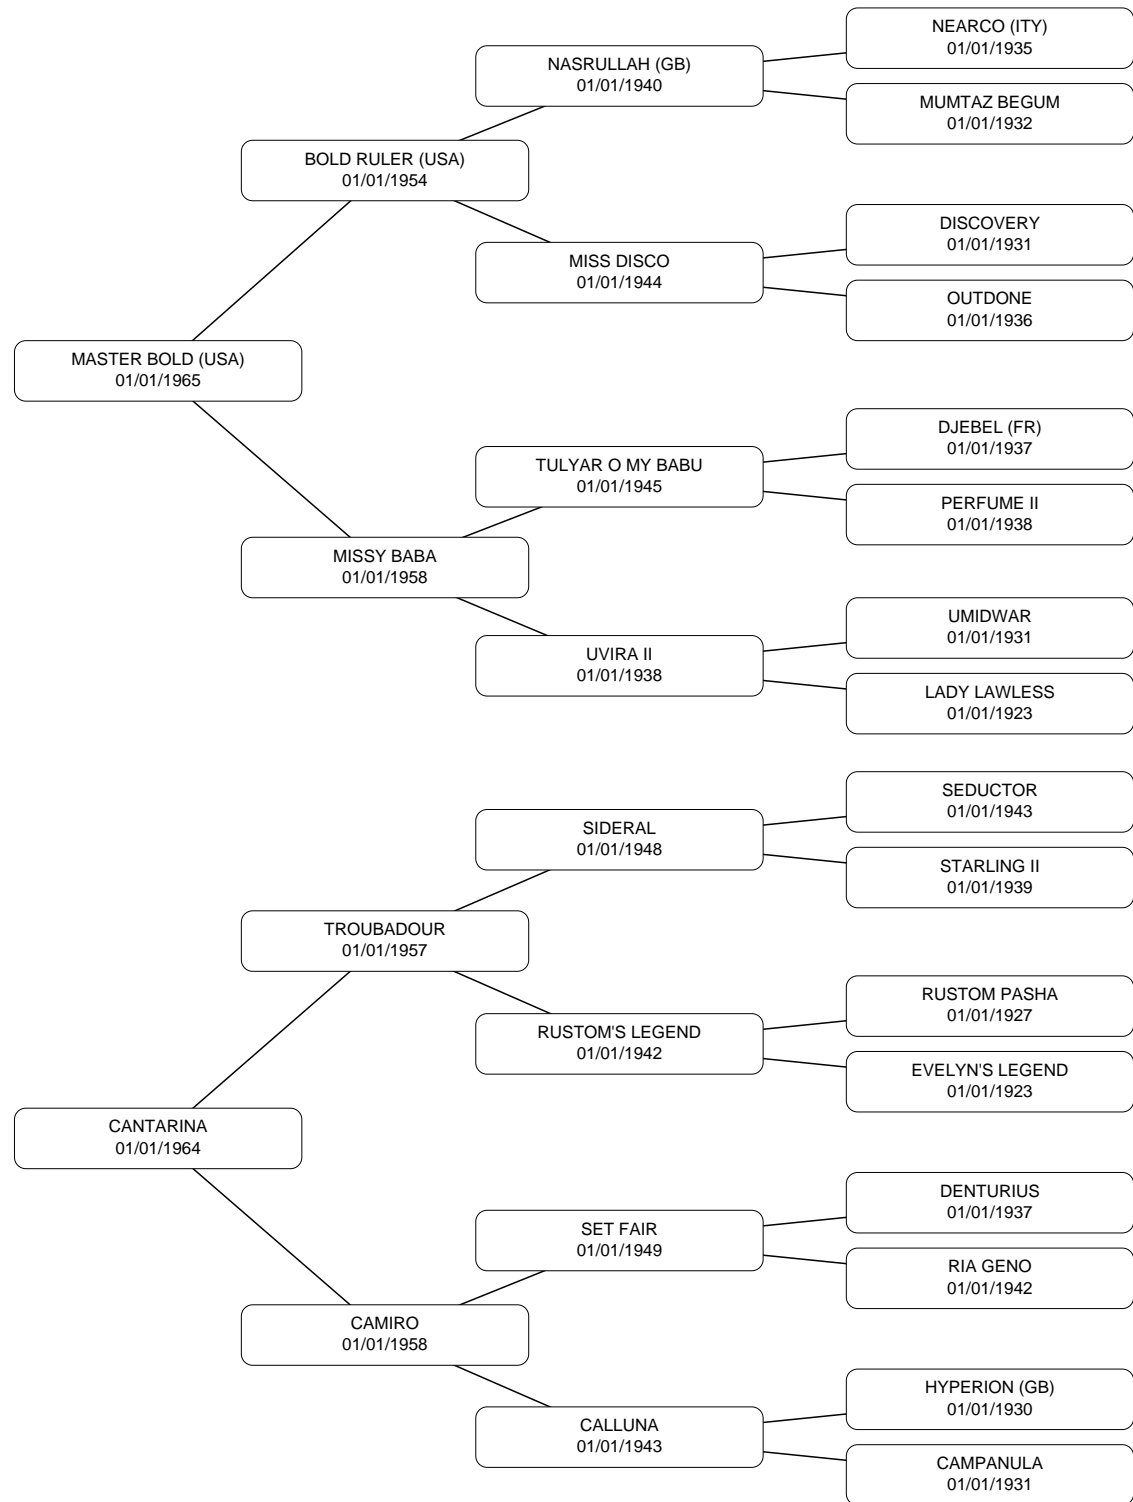 NEARCO (ITY)
01/01/1935
NASRULLAH (GB)
01/01/1940
MUMTAZ BEGUM
01/01/1932
BOLD RULER (USA)
01/01/1954
DISCOVERY
01/01/1931
MISS DISCO
01/01/1944
OUTDONE
01/01/1936
MASTER BOLD (USA)
01/01/1965
DJEBEL (FR)
01/01/1937
TULYAR O MY BABU
01/01/1945
PERFUME II
01/01/1938
MISSY BABA
01/01/1958
UMIDWAR
01/01/1931
UVIRA II
01/01/1938
LADY LAWLESS
01/01/1923
SEDUCTOR
01/01/1943
SIDERAL
01/01/1948
STARLING II
01/01/1939
TROUBADOUR
01/01/1957
RUSTOM PASHA
01/01/1927
RUSTOM'S LEGEND
01/01/1942
EVELYN'S LEGEND
01/01/1923
CANTARINA
01/01/1964
DENTURIUS
01/01/1937
SET FAIR
01/01/1949
RIA GENO
01/01/1942
CAMIRO
01/01/1958
HYPERION (GB)
01/01/1930
CALLUNA
01/01/1943
CAMPANULA
01/01/1931